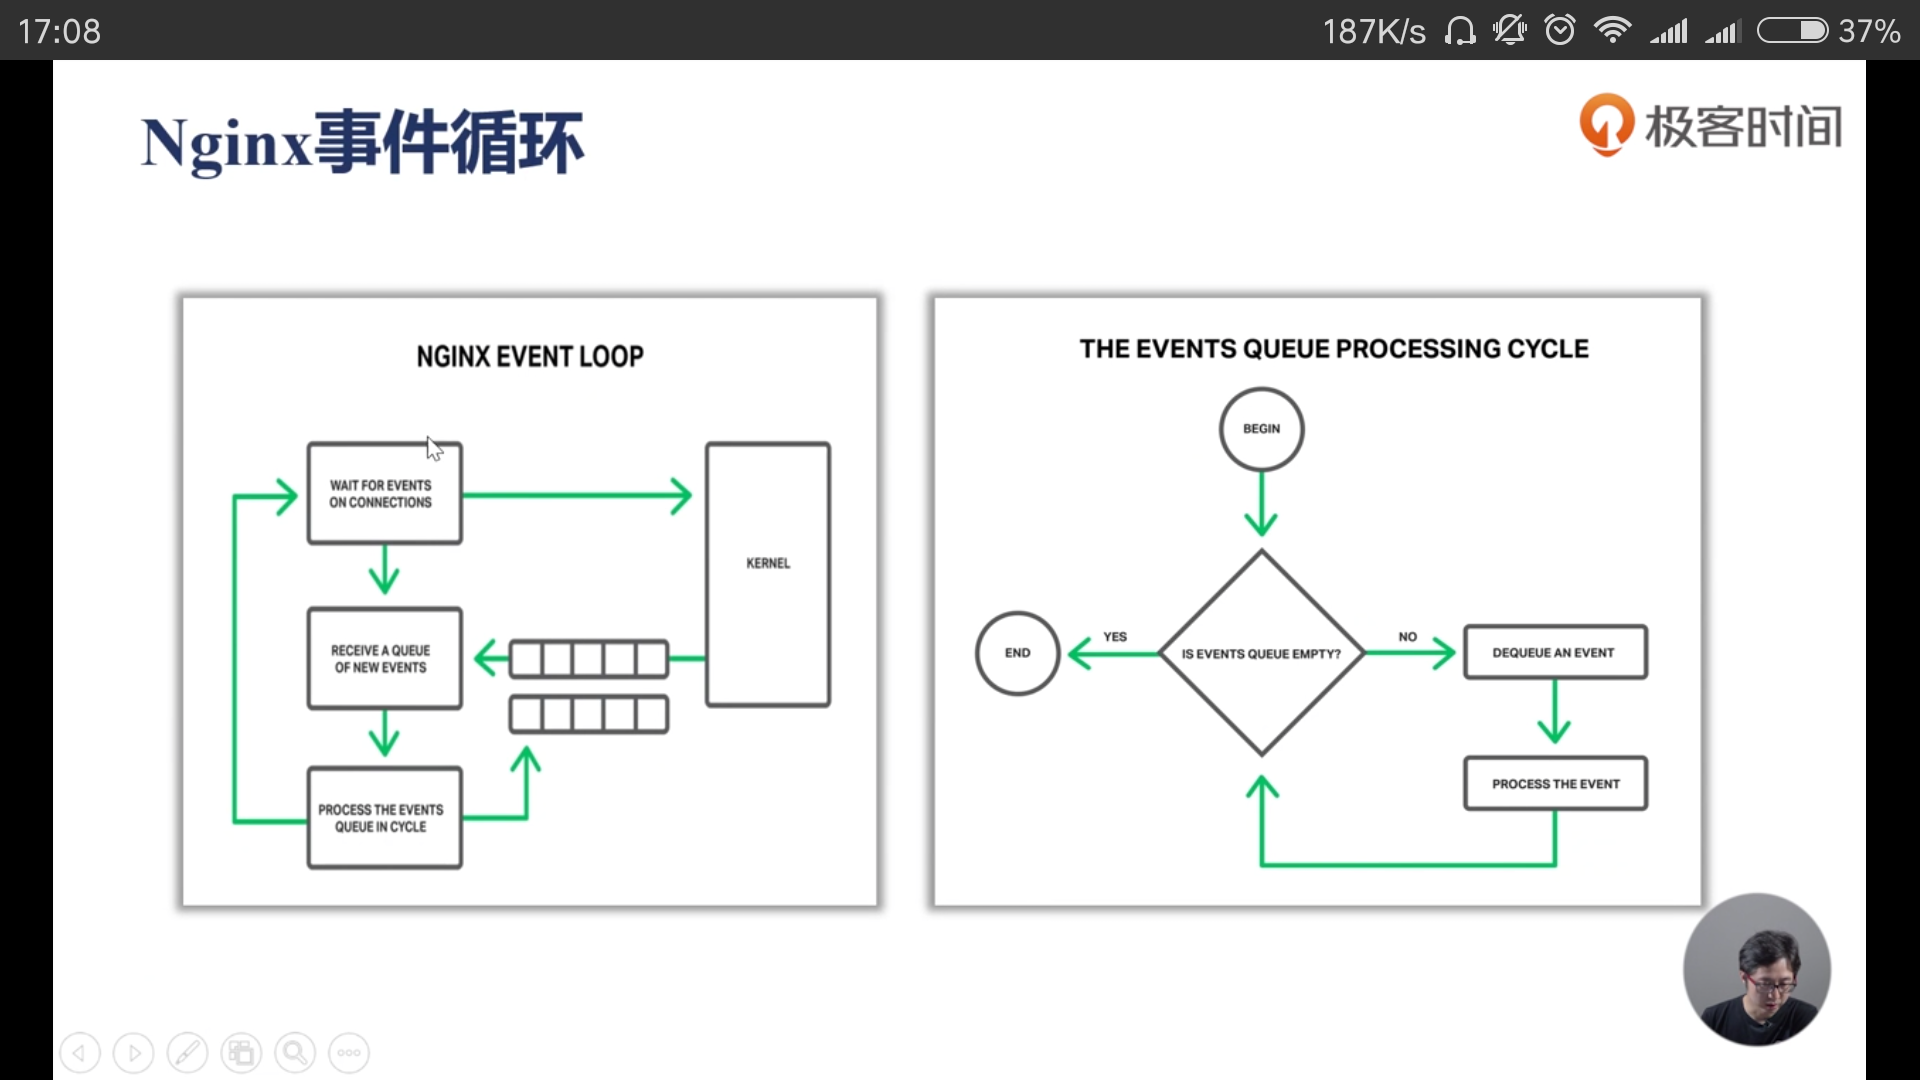 17:08
187K/s
37%
Nginx事件循环
极客时间
NGINX EVENT LOOP
WAIT FOR EVENTS
ON CONNECTIONS
KERNEL
RECEIVE A QUEUE
OF NEW EVENTS
PROCESS THE EVENTS
QUEUE IN CYCLE
THE EVENTS QUEUE PROCESSING CYCLE
BEGIN
END
YES
IS EVENTS QUEUE EMPTY?
NO
DEQUEUE AN EVENT
PROCESS THE EVENT